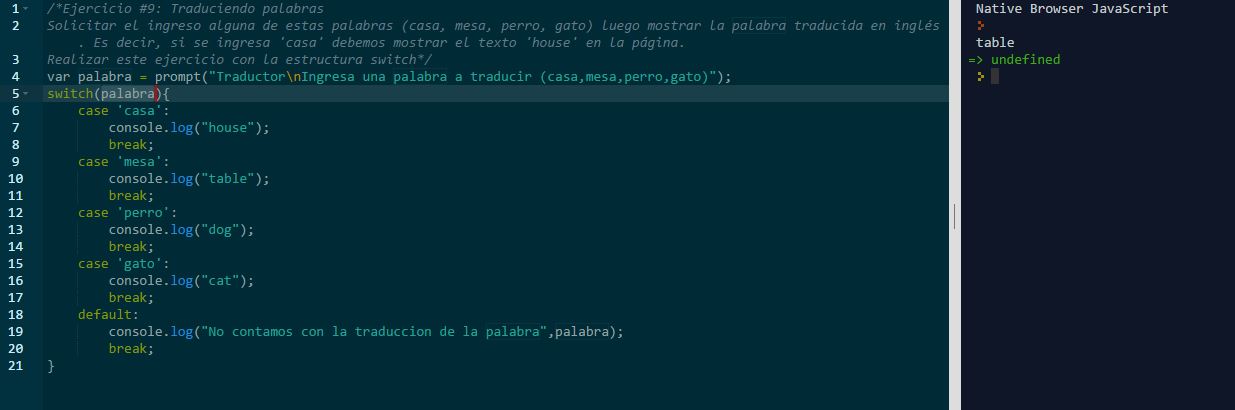 1 /*Ejercicio #9: Traduciendo palabras
2 Solicitar el ingreso alguna de estas palabras (casa, mesa, perro, gato) luego mostrar la palabra traducida en inglés
. Es decir, si se ingresa 'casa' debemos mostrar el texto 'house' en la página.
3 Realizar este ejercicio con la estructura switch*/
4 var palabra = prompt("Traductor\nIngresa una palabra a traducir (casa,mesa,perro,gato)");
5 switch(palabra){
6 case 'casa':
7 console.log("house");
8 break;
9 case 'mesa':
10 console.log("table");
11 break;
12 case 'perro':
13 console.log("dog");
14 break;
15 case 'gato':
16 console.log("cat");
17 break;
18 default:
19 console.log("No contamos con la traduccion de la palabra",palabra);
20 break;
21 }
Native Browser JavaScript
>
table
=> undefined
>